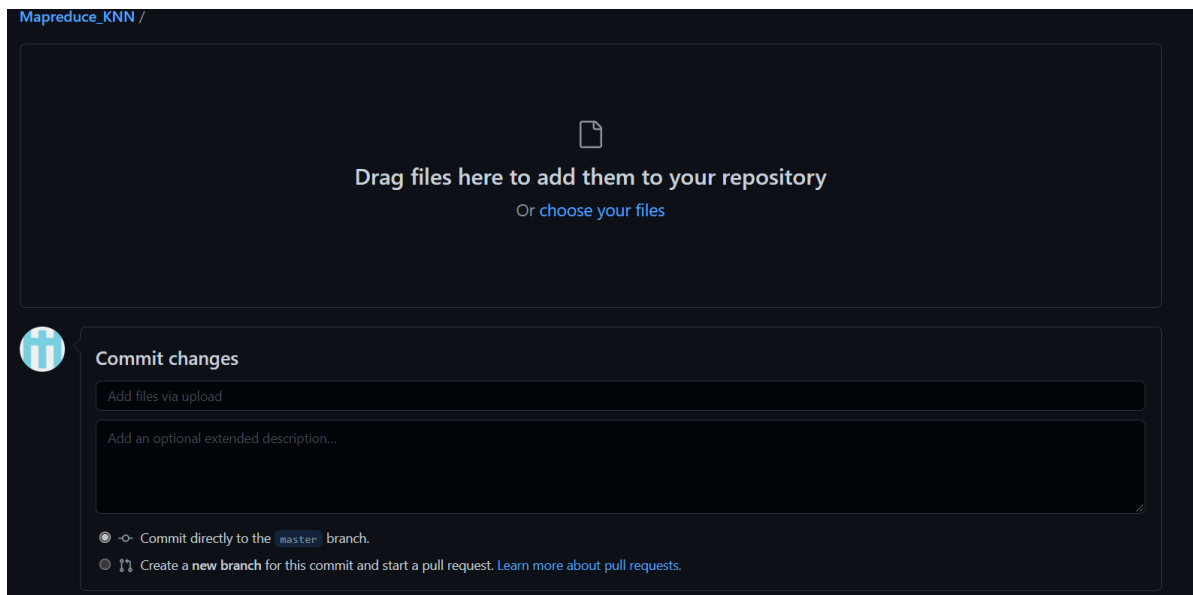 Mapreduce_KNN /
Drag files here to add them to your repository
Or choose your files
Commit changes
Add files via upload
Add an optional extended description...
Commit directly to the master branch.
Create a new branch for this commit and start a pull request. Learn more about pull requests.